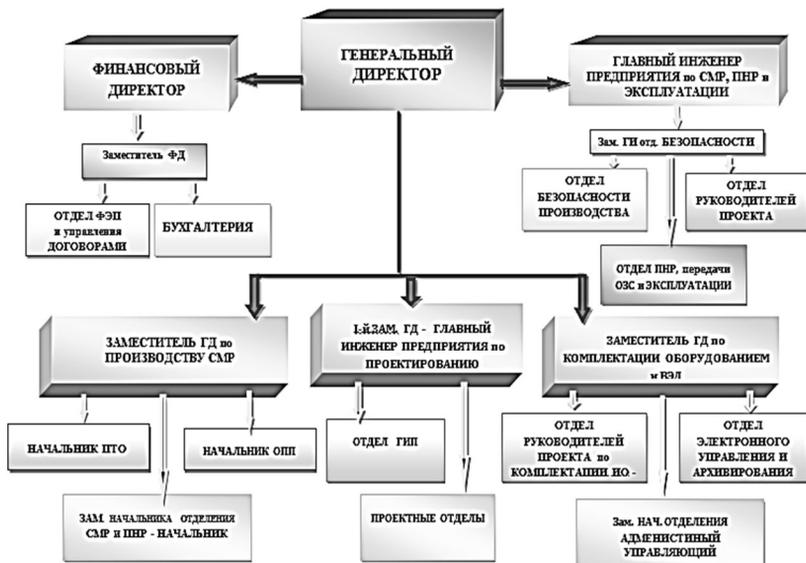 ГЕНЕРАЛЬНЫЙ
ДИРЕКТОР
ФИНАНСОВЫЙ
ДИРЕКТОР
ГЛАВНЫЙ ИНЖЕНЕР
ПРЕДПРИЯТИЯ по СМР, ПНР и
ЭКСПЛУАТАЦИИ
Заместитель ФД
Зам. ГИ отд. БЕЗОПАСНОСТИ
ОТДЕЛ ФЭП
и управления
ДОГОВОРАМИ
БУХГАЛТЕРИЯ
ОТДЕЛ
БЕЗОПАСНОСТИ
ПРОИЗВОДСТВА
ОТДЕЛ
РУКОВОДИТЕЛЕЙ
ПРОЕКТА
ОТДЕЛ ПНР, передачи
ОЗС и ЭКСПЛУАТАЦИИ
ЗАМЕСТИТЕЛЬ ГД по
ПРОИЗВОДСТВУ СМР
1-й ЗАМ. ГД - ГЛАВНЫЙ
ИНЖЕНЕР ПРЕДПРИЯТИЯ по
ПРОЕКТИРОВАНИЮ
ЗАМЕСТИТЕЛЬ ГД по
КОМПЛЕКТАЦИИ ОБОРУДОВАНИЕМ
и ВЭД
НАЧАЛЬНИК ПТО
НАЧАЛЬНИК ОПП
ОТДЕЛ ГИП
ОТДЕЛ
РУКОВОДИТЕЛЕЙ
ПРОЕКТА по
КОМПЛЕКТАЦИИ ИО -
ОТДЕЛ
ЭЛЕКТРОННОГО
УПРАВЛЕНИЯ И
АРХИВИРОВАНИЯ
ЗАМ. НАЧАЛЬНИКА ОТДЕЛЕНИЯ
СМР и ПНР - НАЧАЛЬНИК
ПРОЕКТНЫЕ ОТДЕЛЫ
Зам. НАЧ. ОТДЕЛЕНИЯ
АДМЕНИСТИНЫЙ
УПРАВЛЯЮЩИЙ